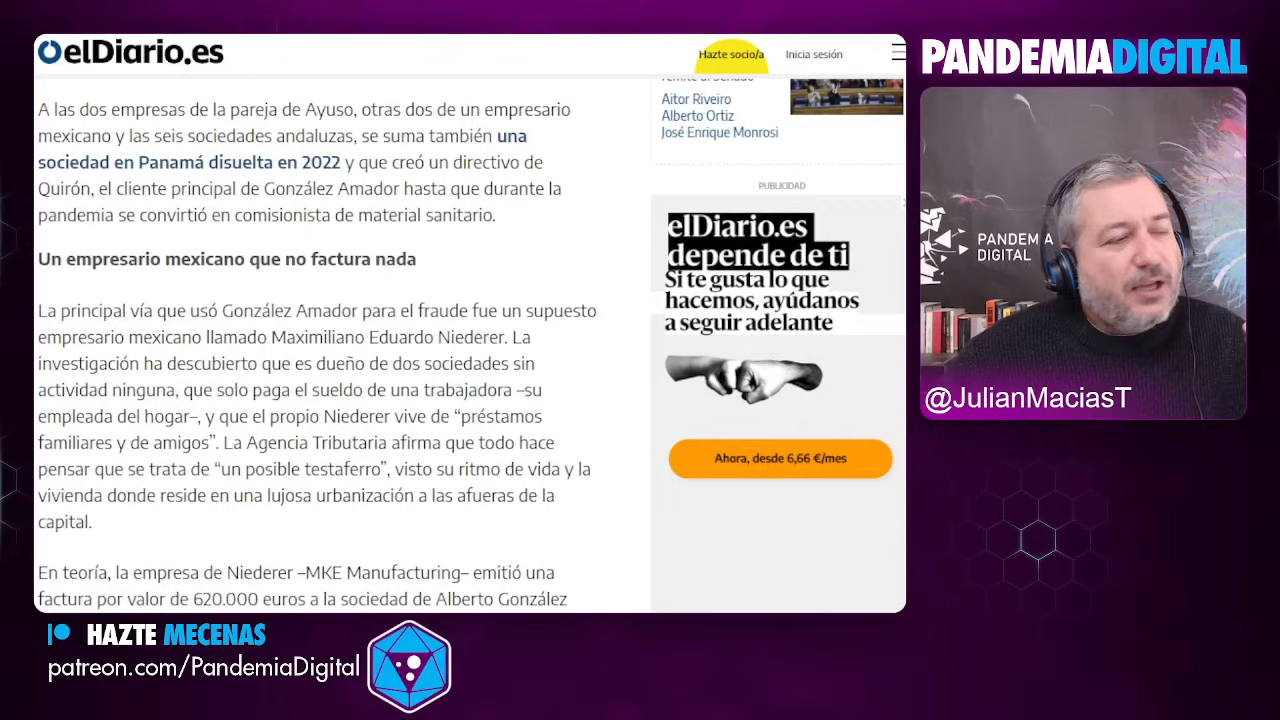 elDiario.es
Hazte socio/a
Inicia sesión
A las dos empresas de la pareja de Ayuso, otras dos de un empresario
mexicano y las seis sociedades andaluzas, se suma también una
sociedad en Panamá disuelta en 2022 y que creó un directivo de
Quirón, el cliente principal de González Amador hasta que durante la
pandemia se convirtió en comisionista de material sanitario.
Un empresario mexicano que no factura nada
La principal vía que usó González Amador para el fraude fue un supuesto
empresario mexicano llamado Maximiliano Eduardo Niederer. La
investigación ha descubierto que es dueño de dos sociedades sin
actividad ninguna, que solo paga el sueldo de una trabajadora –su
empleada del hogar–, y que el propio Niederer vive de “préstamos
familiares y de amigos”. La Agencia Tributaria afirma que todo hace
pensar que se trata de “un posible testaferro”, visto su ritmo de vida y la
vivienda donde reside en una lujosa urbanización a las afueras de la
capital.
En teoría, la empresa de Niederer –MKE Manufacturing– emitió una
factura por valor de 620.000 euros a la sociedad de Alberto González
Aitor Riveiro
Alberto Ortiz
José Enrique Monrosi
PUBLICIDAD
elDiario.es
depende de ti
Si te gusta lo que
hacemos, ayúdanos
a seguir adelante
Ahora, desde 6,66 €/mes
PANDEMIADIGITAL
PANDEM A
DIGITAL
@JulianMaciasT
HAZTE MECENAS
patreon.com/PandemiaDigital